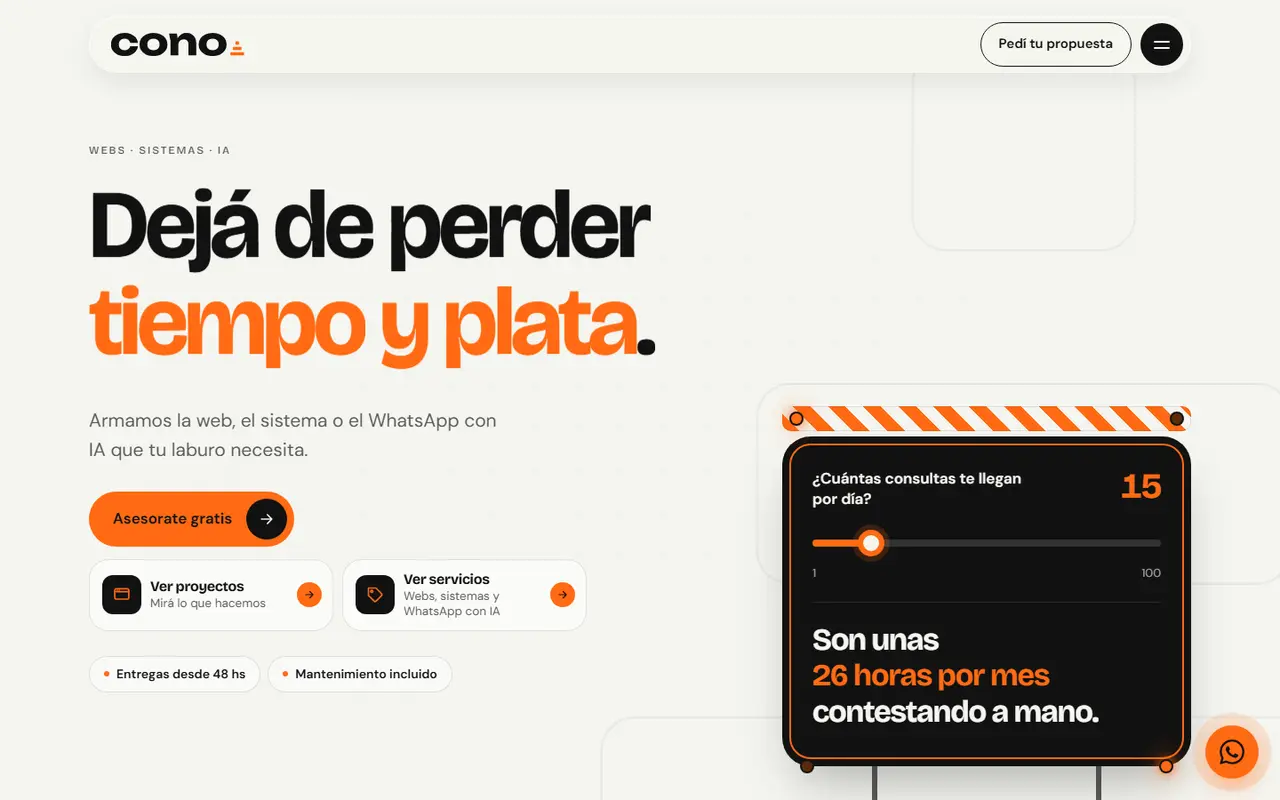 cono
Pedí tu propuesta
WEBS · SISTEMAS · IA
Dejá de perder
tiempo y plata.
Armamos la web, el sistema o el WhatsApp con
IA que tu laburo necesita.
Asesorate gratis
Ver proyectos
Mirá lo que hacemos
Ver servicios
Webs, sistemas y
WhatsApp con IA
Entregas desde 48 hs
Mantenimiento incluido
¿Cuántas consultas te llegan
por día?
15
1
100
Son unas
26 horas por mes
contestando a mano.